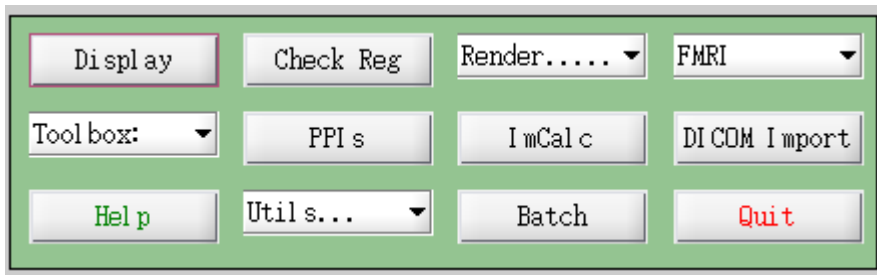 Display Check Reg Render..... FMRI
Toolbox: PPIs ImCalc DICOM Import
Help Utils... Batch Quit